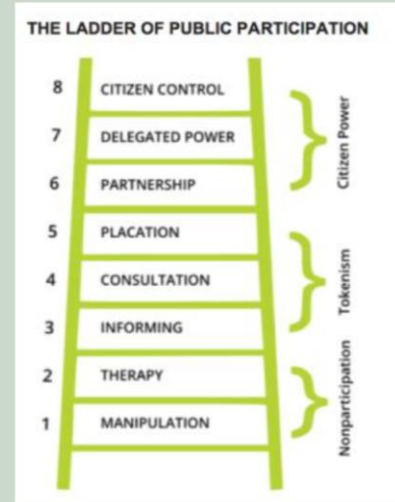 THE LADDER OF PUBLIC PARTICIPATION
8 CITIZEN CONTROL
7 DELEGATED POWER
6 PARTNERSHIP
Citizen Power
5 PLACATION
4 CONSULTATION
3 INFORMING
Tokenism
2 THERAPY
1 MANIPULATION
Nonparticipation